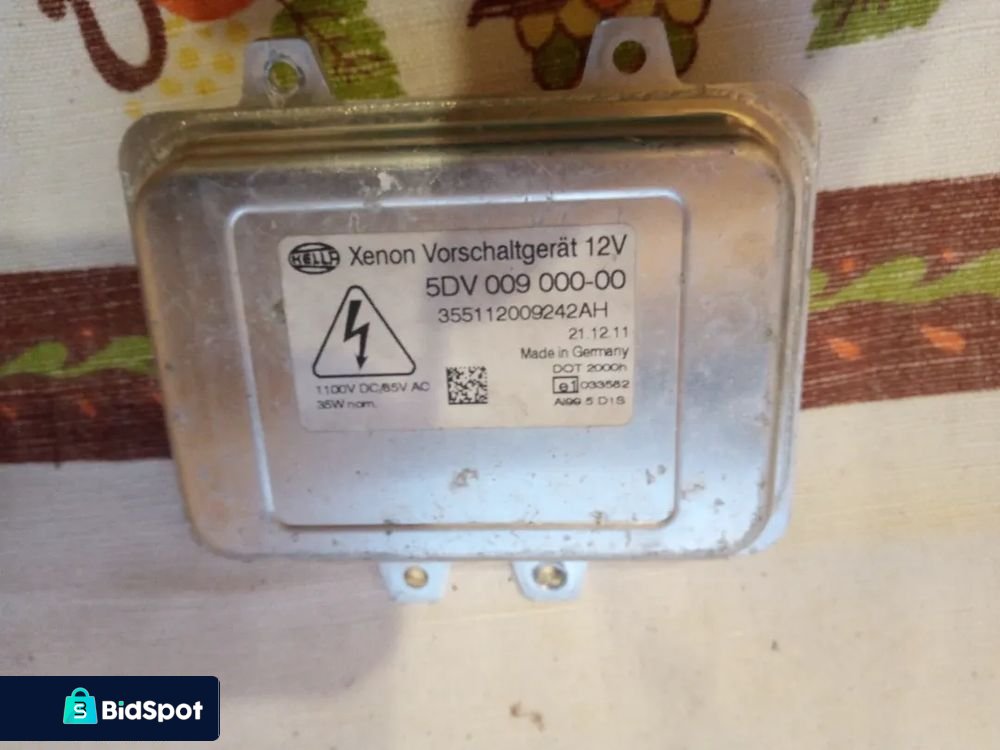 HELLA
Xenon Vorschaltgerät 12V
5DV 009 000-00
355112009242AH
21.12.11
Made in Germany
DOT 2000h
1100V DC/85V AC
e1 033562
35W nom.
AI99 5 D1S
BidSpot